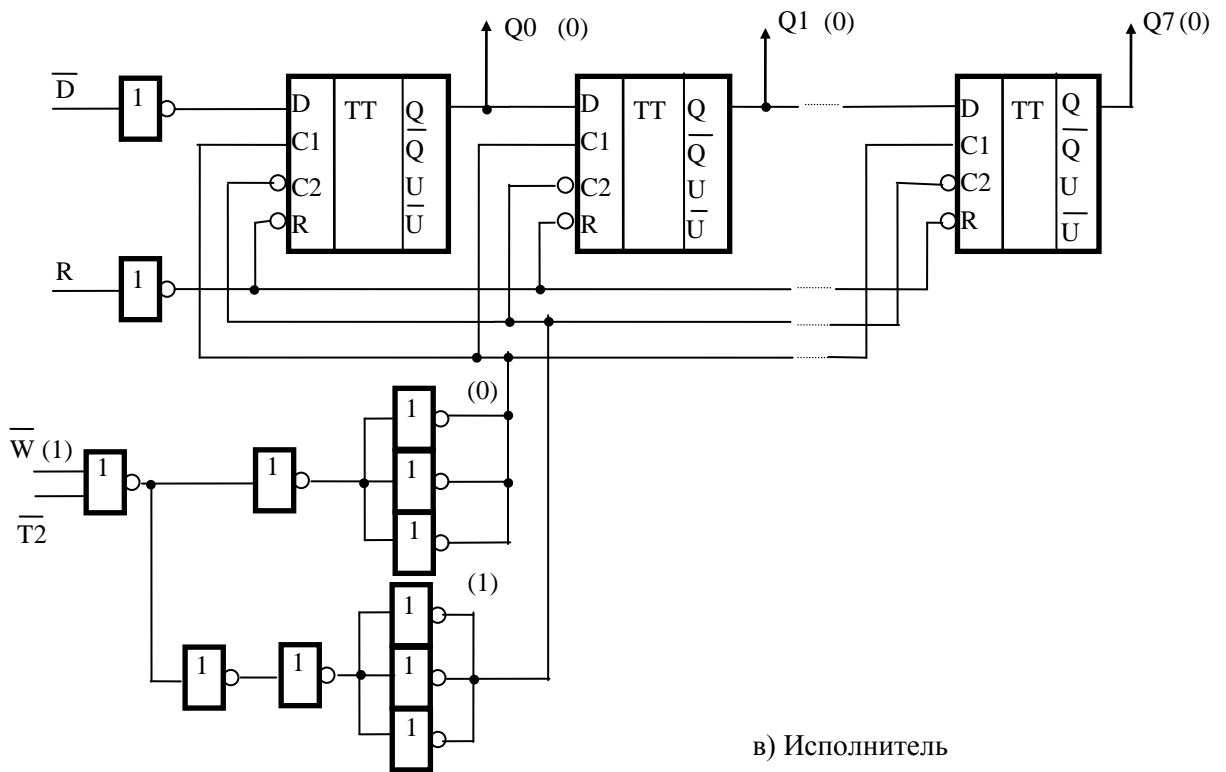 Q0 (0)
Q1 (0)
Q7 (0)
D̅
1
D TT Q
C1 Q̅
C2 U
R U̅
D TT Q
C1 Q̅
C2 U
R U̅
D TT Q
C1 Q̅
C2 U
R U̅
R
1
(0)
1
W̅ (1)
1
1
1
T̅2̅
1
(1)
1
1
1
1
1
в) Исполнитель